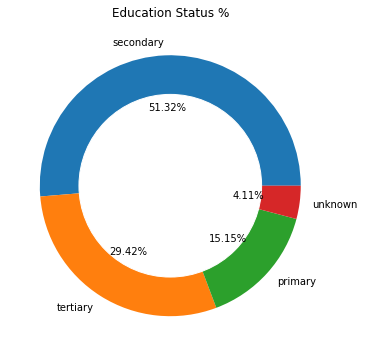 Education Status %
secondary
51.32%
4.11%
unknown
15.15%
29.42%
primary
tertiary